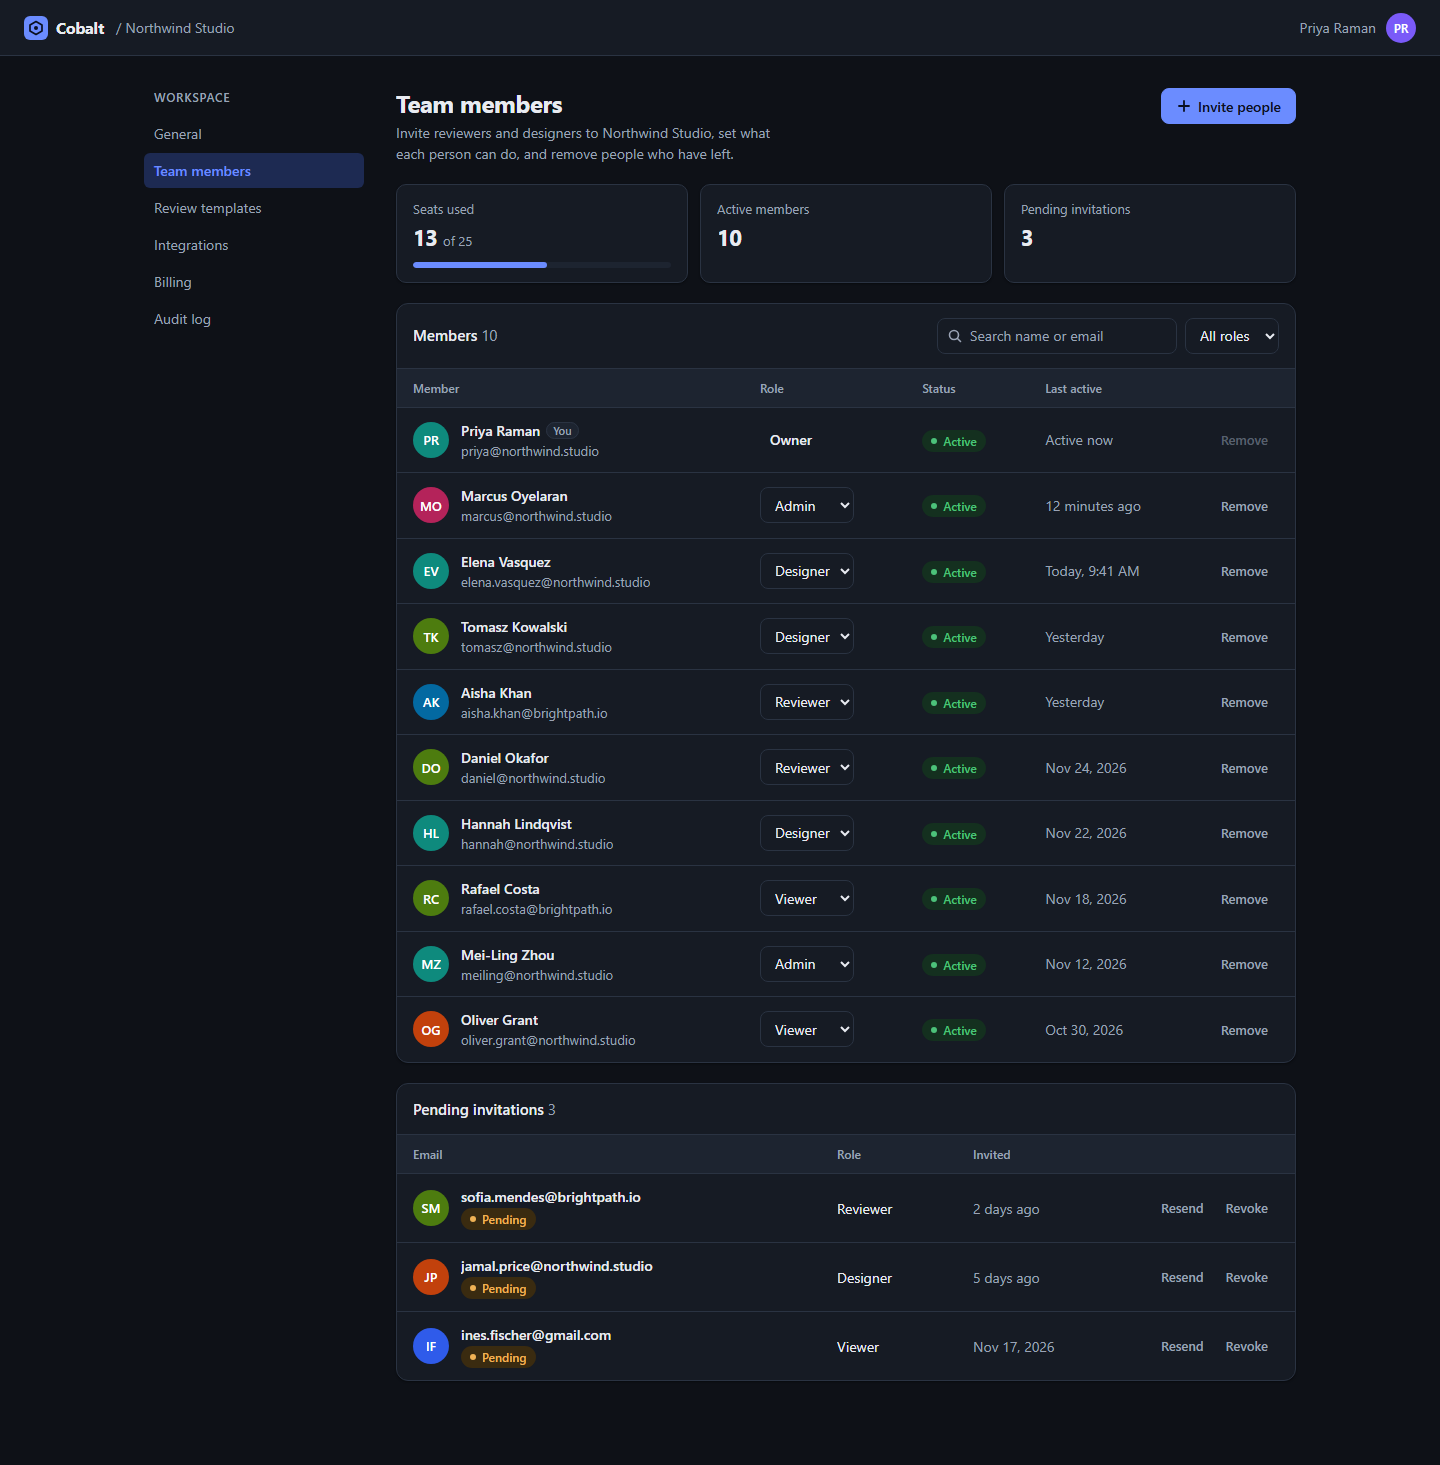 Cobalt / Northwind Studio
Priya Raman PR
WORKSPACE
General
Team members
Review templates
Integrations
Billing
Audit log
Team members
Invite reviewers and designers to Northwind Studio, set what
each person can do, and remove people who have left.
Invite people
Seats used
13 of 25
Active members
10
Pending invitations
3
Members 10
Search name or email
All roles
Member Role Status Last active
PR Priya Raman You
priya@northwind.studio
Owner Active Active now Remove
MO Marcus Oyelaran
marcus@northwind.studio
Admin Active 12 minutes ago Remove
EV Elena Vasquez
elena.vasquez@northwind.studio
Designer Active Today, 9:41 AM Remove
TK Tomasz Kowalski
tomasz@northwind.studio
Designer Active Yesterday Remove
AK Aisha Khan
aisha.khan@brightpath.io
Reviewer Active Yesterday Remove
DO Daniel Okafor
daniel@northwind.studio
Reviewer Active Nov 24, 2026 Remove
HL Hannah Lindqvist
hannah@northwind.studio
Designer Active Nov 22, 2026 Remove
RC Rafael Costa
rafael.costa@brightpath.io
Viewer Active Nov 18, 2026 Remove
MZ Mei-Ling Zhou
meiling@northwind.studio
Admin Active Nov 12, 2026 Remove
OG Oliver Grant
oliver.grant@northwind.studio
Viewer Active Oct 30, 2026 Remove
Pending invitations 3
Email Role Invited
SM sofia.mendes@brightpath.io
Pending
Reviewer 2 days ago Resend Revoke
JP jamal.price@northwind.studio
Pending
Designer 5 days ago Resend Revoke
IF ines.fischer@gmail.com
Pending
Viewer Nov 17, 2026 Resend Revoke